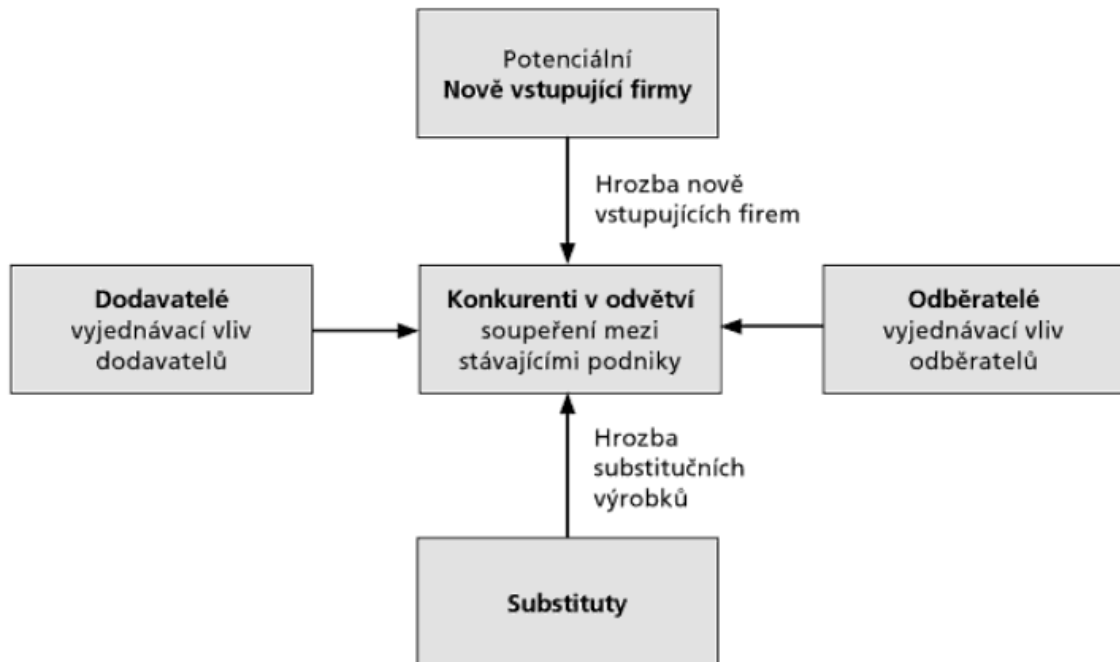 Potenciální
Nově vstupující firmy
Hrozba nově
vstupujících firem
Dodavatelé
vyjednávací vliv
dodavatelů
Konkurenti v odvětví
soupeření mezi
stávajícími podniky
Odběratelé
vyjednávací vliv
odběratelů
Hrozba
substitučních
výrobků
Substituty